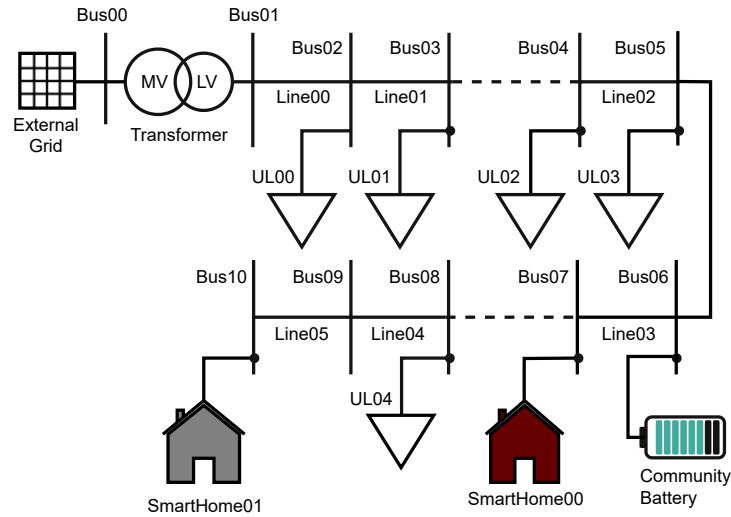 Bus00
Bus01
Bus02
Bus03
Bus04
Bus05
MV
LV
Line00
Line01
Line02
External
Grid
Transformer
UL00
UL01
UL02
UL03
Bus10
Bus09
Bus08
Bus07
Bus06
Line05
Line04
Line03
UL04
SmartHome01
SmartHome00
Community
Battery